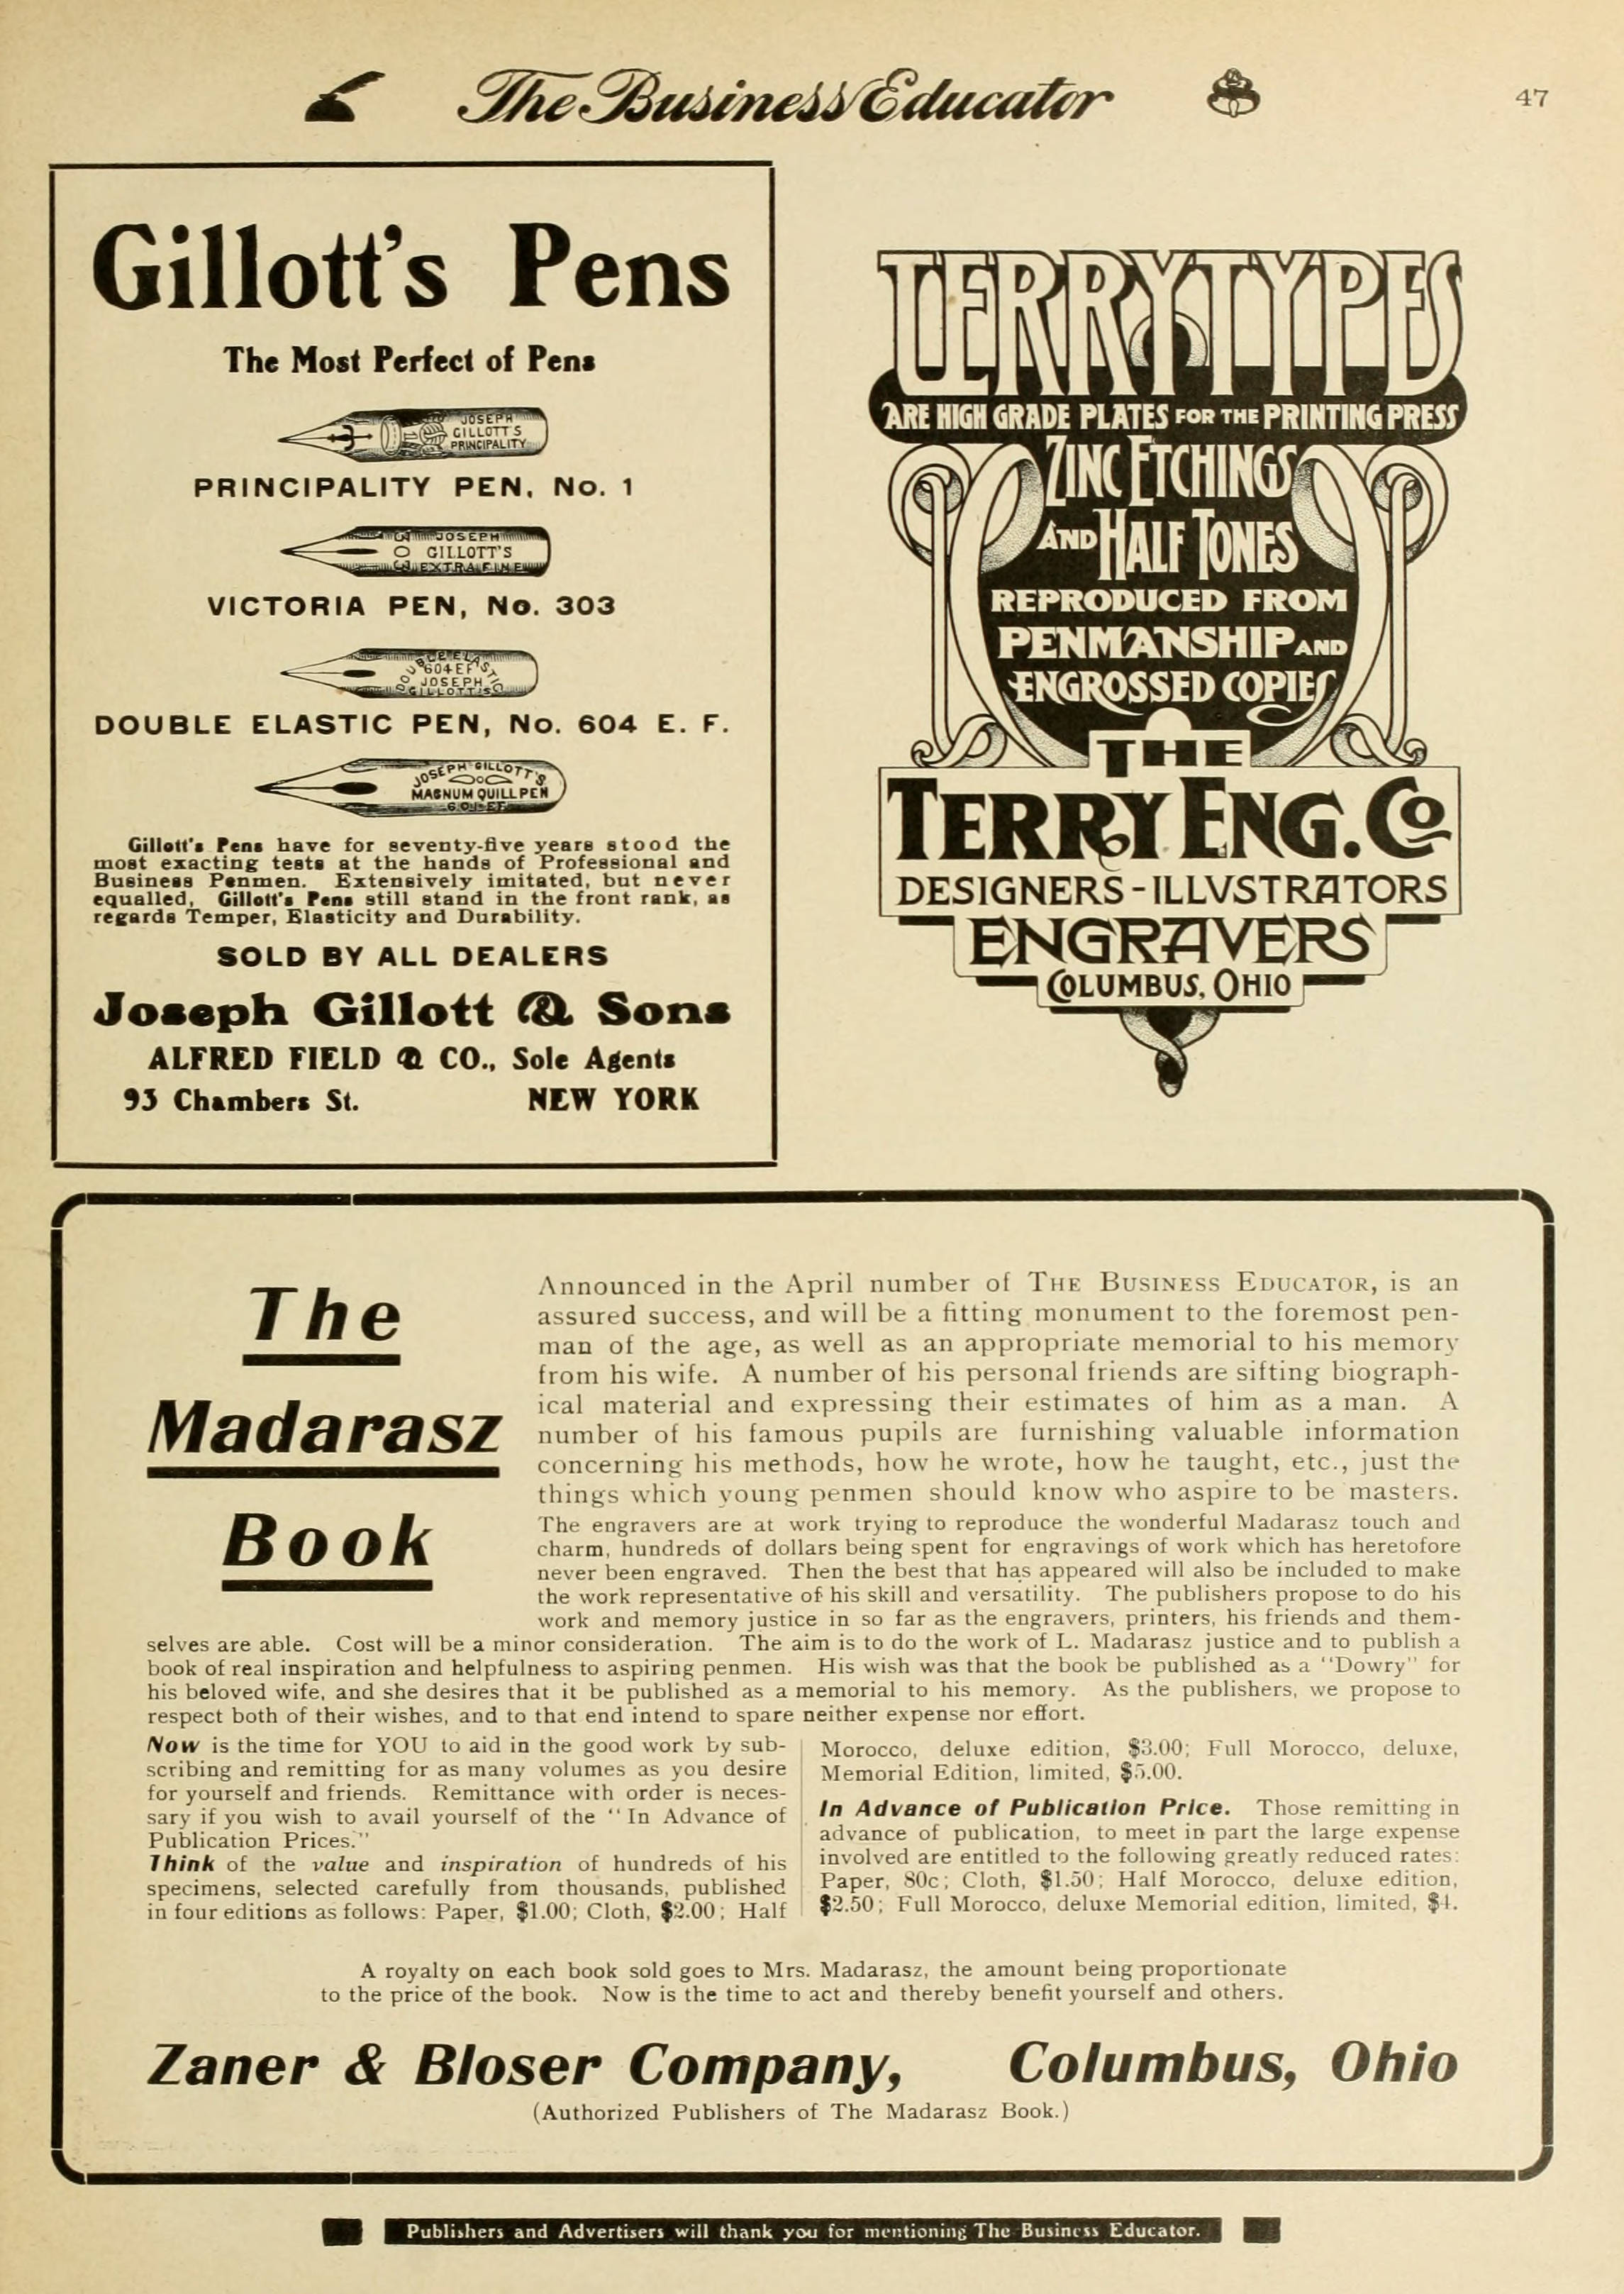 The Business Educator
47
Gillott's Pens
The Most Perfect of Pens
JOSEPH
GILLOTT'S
PRINCIPALITY
PRINCIPALITY PEN, No. 1
303
JOSEPH
GILLOTT'S
EXTRA FINE
VICTORIA PEN, No. 303
DOUBLE ELASTIC
604 EF
JOSEPH
GILLOTT'S
DOUBLE ELASTIC PEN, No. 604 E. F.
JOSEPH GILLOTT'S
MAGNUM QUILL PEN
601 EF
Gillott's Pens have for seventy-five years stood the
most exacting tests at the hands of Professional and
Business Penmen. Extensively imitated, but never
equalled, Gillott's Pens still stand in the front rank, as
regards Temper, Elasticity and Durability.
SOLD BY ALL DEALERS
Joseph Gillott & Sons
ALFRED FIELD & CO., Sole Agents
93 Chambers St. NEW YORK
TERRYTYPES
ARE HIGH GRADE PLATES FOR THE PRINTING PRESS
ZINC ETCHINGS
AND HALF TONES
REPRODUCED FROM
PENMANSHIP AND
ENGROSSED COPIES
THE
TERRY ENG. CO
DESIGNERS - ILLVSTRATORS
ENGRAVERS
COLUMBUS, OHIO
The
Madarasz
Book
Announced in the April number of THE BUSINESS EDUCATOR, is an
assured success, and will be a fitting monument to the foremost pen-
man of the age, as well as an appropriate memorial to his memory
from his wife. A number of his personal friends are sifting biograph-
ical material and expressing their estimates of him as a man. A
number of his famous pupils are furnishing valuable information
concerning his methods, how he wrote, how he taught, etc., just the
things which young penmen should know who aspire to be masters.
The engravers are at work trying to reproduce the wonderful Madarasz touch and
charm, hundreds of dollars being spent for engravings of work which has heretofore
never been engraved. Then the best that has appeared will also be included to make
the work representative of his skill and versatility. The publishers propose to do his
work and memory justice in so far as the engravers, printers, his friends and them-
selves are able. Cost will be a minor consideration. The aim is to do the work of L. Madarasz justice and to publish a
book of real inspiration and helpfulness to aspiring penmen. His wish was that the book be published as a "Dowry" for
his beloved wife, and she desires that it be published as a memorial to his memory. As the publishers, we propose to
respect both of their wishes, and to that end intend to spare neither expense nor effort.
Now is the time for YOU to aid in the good work by sub-
scribing and remitting for as many volumes as you desire
for yourself and friends. Remittance with order is neces-
sary if you wish to avail yourself of the "In Advance of
Publication Prices."
Think of the value and inspiration of hundreds of his
specimens, selected carefully from thousands, published
in four editions as follows: Paper, $1.00; Cloth, $2.00; Half
Morocco, deluxe edition, $3.00; Full Morocco, deluxe,
Memorial Edition, limited, $5.00.
In Advance of Publication Price. Those remitting in
advance of publication, to meet in part the large expense
involved are entitled to the following greatly reduced rates:
Paper, 80c; Cloth, $1.50; Half Morocco, deluxe edition,
$2.50; Full Morocco, deluxe Memorial edition, limited, $4.
A royalty on each book sold goes to Mrs. Madarasz, the amount being proportionate
to the price of the book. Now is the time to act and thereby benefit yourself and others.
Zaner & Bloser Company, Columbus, Ohio
(Authorized Publishers of The Madarasz Book.)
Publishers and Advertisers will thank you for mentioning The Business Educator.